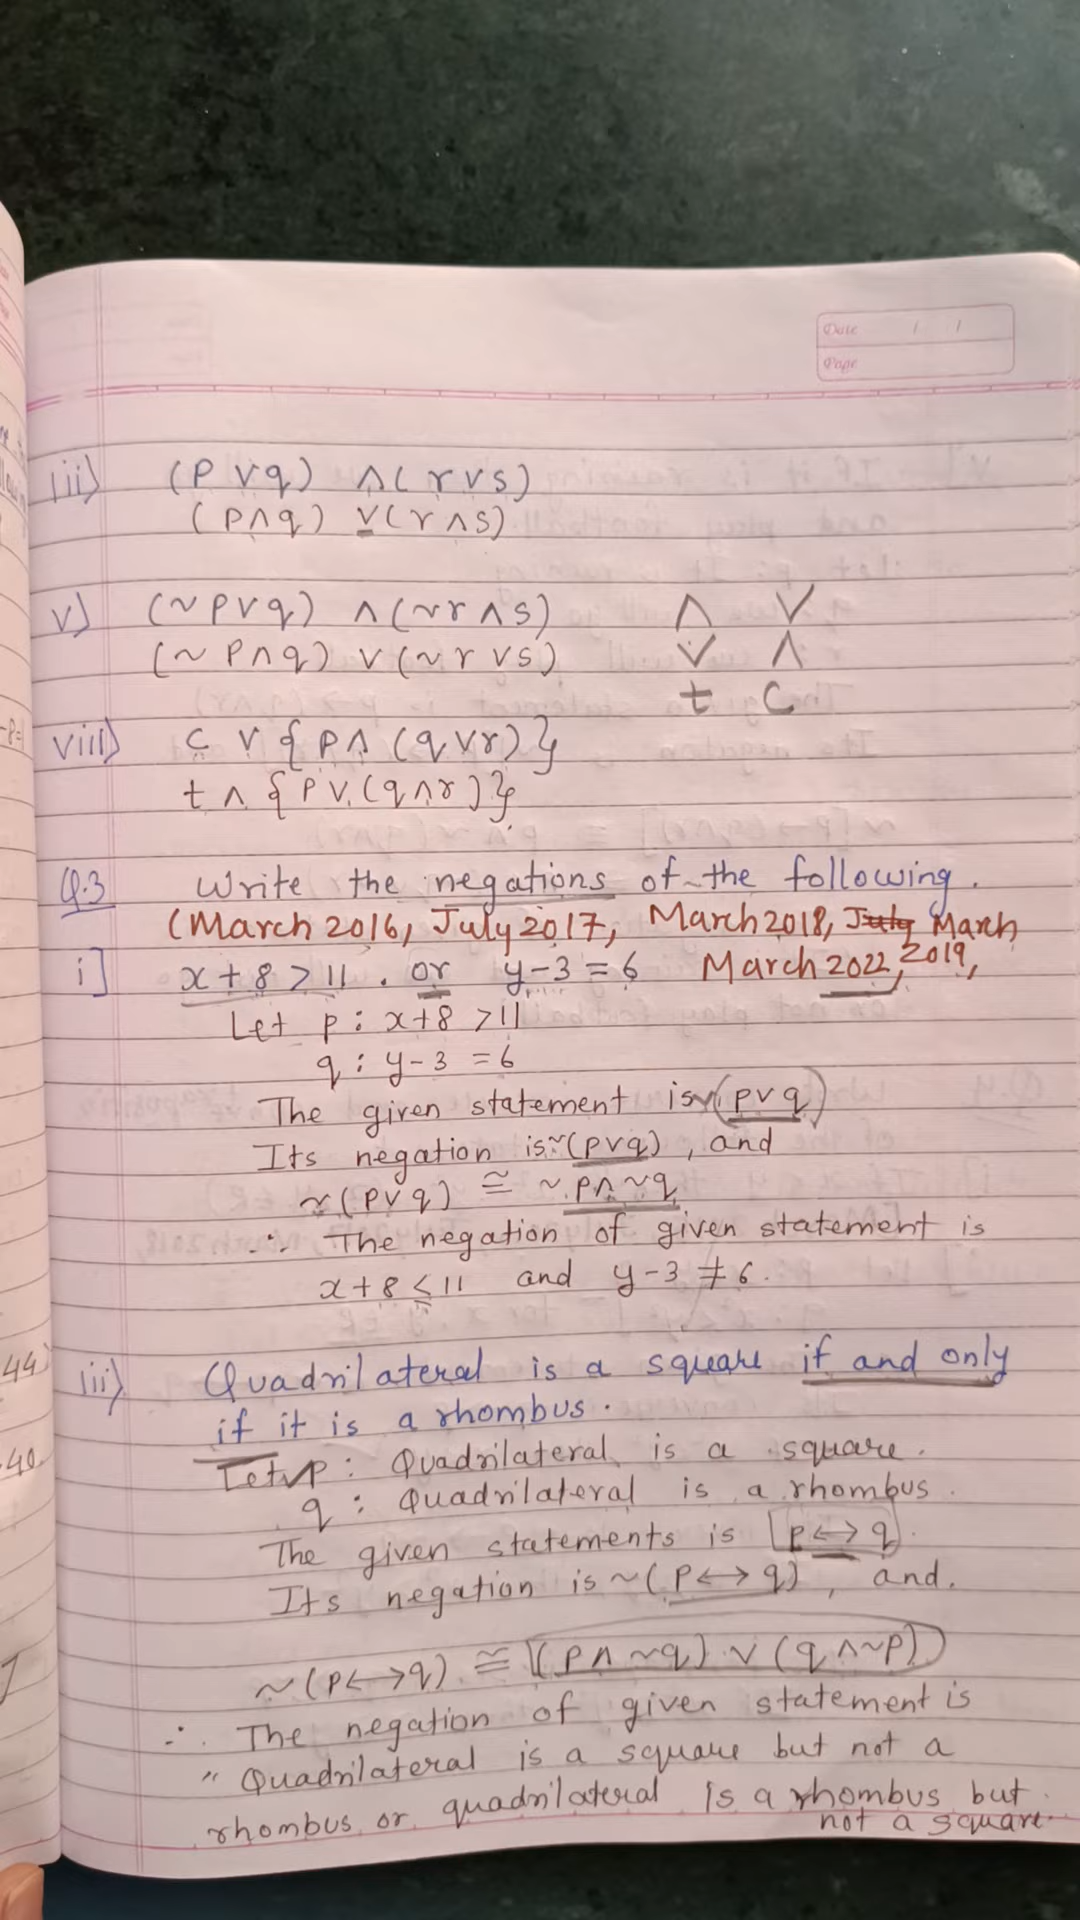 Date / /
Page
iii) (p ∨ q) ∧ (r ∨ s)
(p ∧ q) ∨ (r ∧ s)
v) (~p ∨ q) ∧ (~r ∧ s) ∧ ∨
(~p ∧ q) ∨ (~r ∨ s) ∨ ∧
t c
viii) c ∨ {p ∧ (q ∨ r)}
t ∧ {p ∨ (q ∧ r)}
Q.3 Write the negations of the following.
(March 2016, July 2017, March 2018, July March 2019,
i] x + 8 > 11 . or y - 3 = 6 March 2022,
Let p : x+8 >11
q : y-3 = 6
The given statement is (p ∨ q)
Its negation is ~(p ∨ q), and
~(p ∨ q) ≅ ~p ∧ ~q
∴ The negation of given statement is
x + 8 ≤ 11 and y - 3 ≠ 6.
44
iii) Quadrilateral is a square if and only
if it is a rhombus.
40
Let p : Quadrilateral is a square.
q : Quadrilateral is a rhombus.
The given statements is [p ↔ q].
Its negation is ~(p ↔ q), and.
~(p ↔ q) ≅ [(p ∧ ~q) ∨ (q ∧ ~p)]
∴ The negation of given statement is
" Quadrilateral is a square but not a
rhombus or quadrilateral is a rhombus but
not a square.